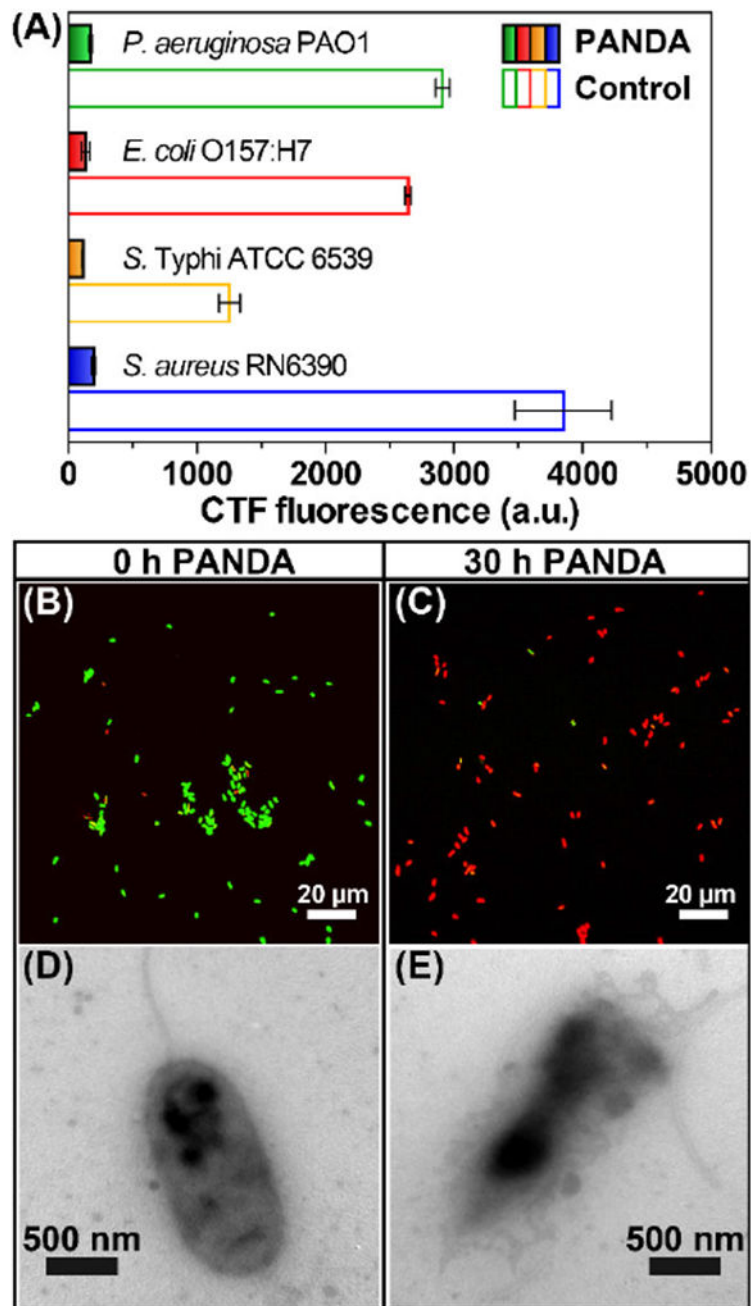 (A)
P. aeruginosa PAO1
PANDA
Control
E. coli O157:H7
S. Typhi ATCC 6539
S. aureus RN6390
0 1000 2000 3000 4000 5000
CTF fluorescence (a.u.)
0 h PANDA
30 h PANDA
(B)
20 µm
(C)
20 µm
(D)
500 nm
(E)
500 nm